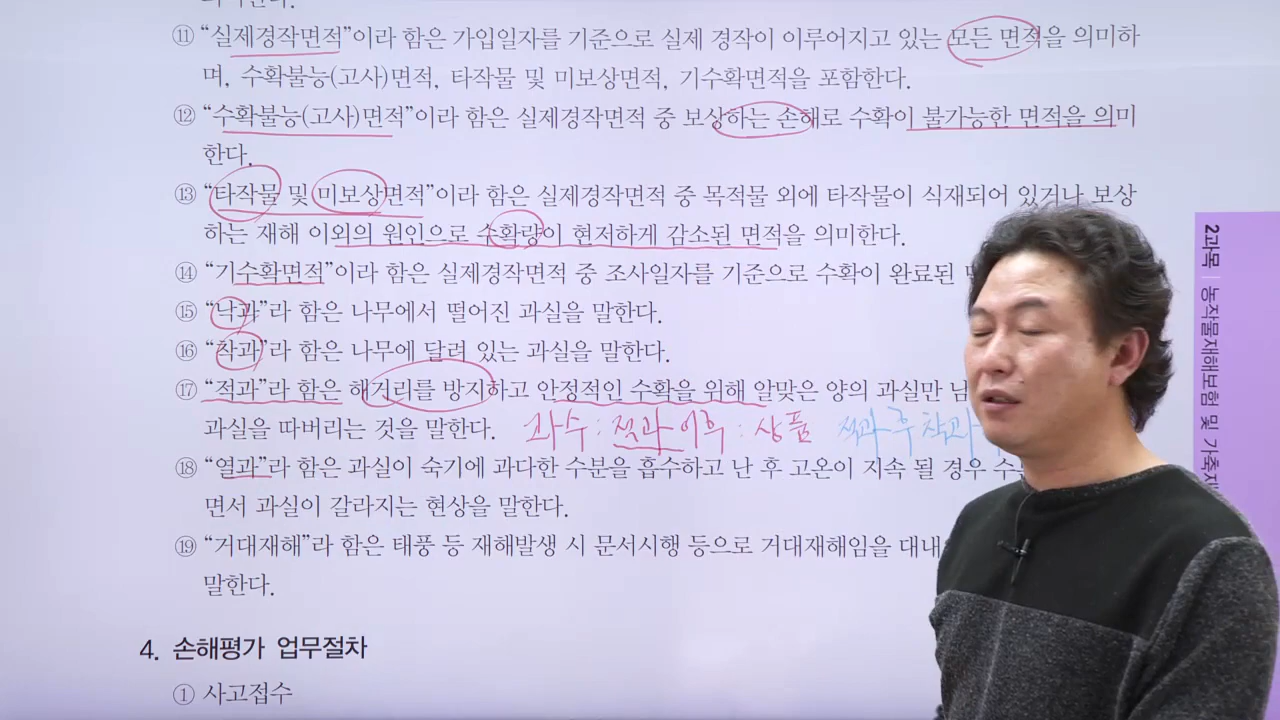 ⑪ “실제경작면적”이라 함은 가입일자를 기준으로 실제 경작이 이루어지고 있는 모든 면적을 의미하
며, 수확불능(고사)면적, 타작물 및 미보상면적, 기수확면적을 포함한다.
⑫ “수확불능(고사)면적”이라 함은 실제경작면적 중 보상하는 손해로 수확이 불가능한 면적을 의미
한다.
⑬ “타작물 및 미보상면적”이라 함은 실제경작면적 중 목적물 외에 타작물이 식재되어 있거나 보상
하는 재해 이외의 원인으로 수확량이 현저하게 감소된 면적을 의미한다.
⑭ “기수확면적”이라 함은 실제경작면적 중 조사일자를 기준으로 수확이 완료된
⑮ “낙과”라 함은 나무에서 떨어진 과실을 말한다.
⑯ “착과”라 함은 나무에 달려 있는 과실을 말한다.
⑰ “적과”라 함은 해거리를 방지하고 안정적인 수확을 위해 알맞은 양의 과실만
과실을 따버리는 것을 말한다. 과수 : 적과 이후 : 상품 적과 후 착과
⑱ “열과”라 함은 과실이 숙기에 과다한 수분을 흡수하고 난 후 고온이 지속 될 경우
면서 과실이 갈라지는 현상을 말한다.
⑲ “거대재해”라 함은 태풍 등 재해발생 시 문서시행 등으로 거대재해임을
말한다.
4. 손해평가 업무절차
① 사고접수
2과목 | 농작물재해보험 및